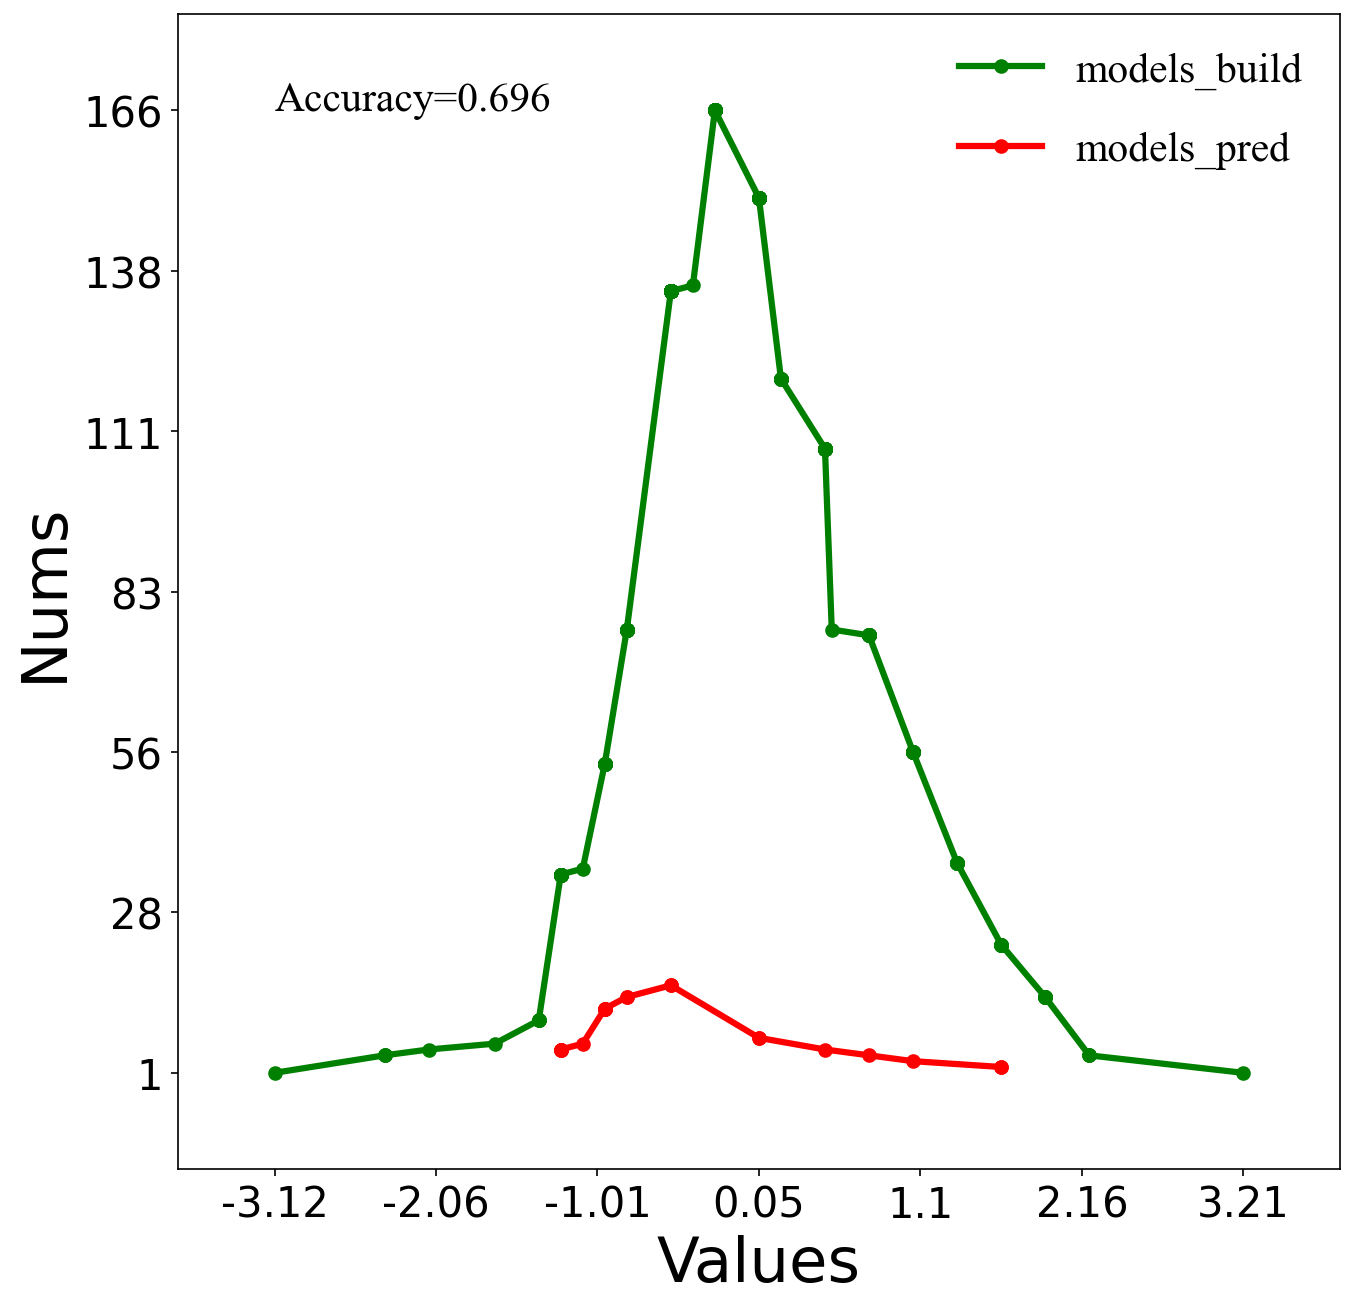 Accuracy=0.696
models_build
models_pred
166
138
111
83
56
28
1
Nums
-3.12 -2.06 -1.01 0.05 1.1 2.16 3.21
Values